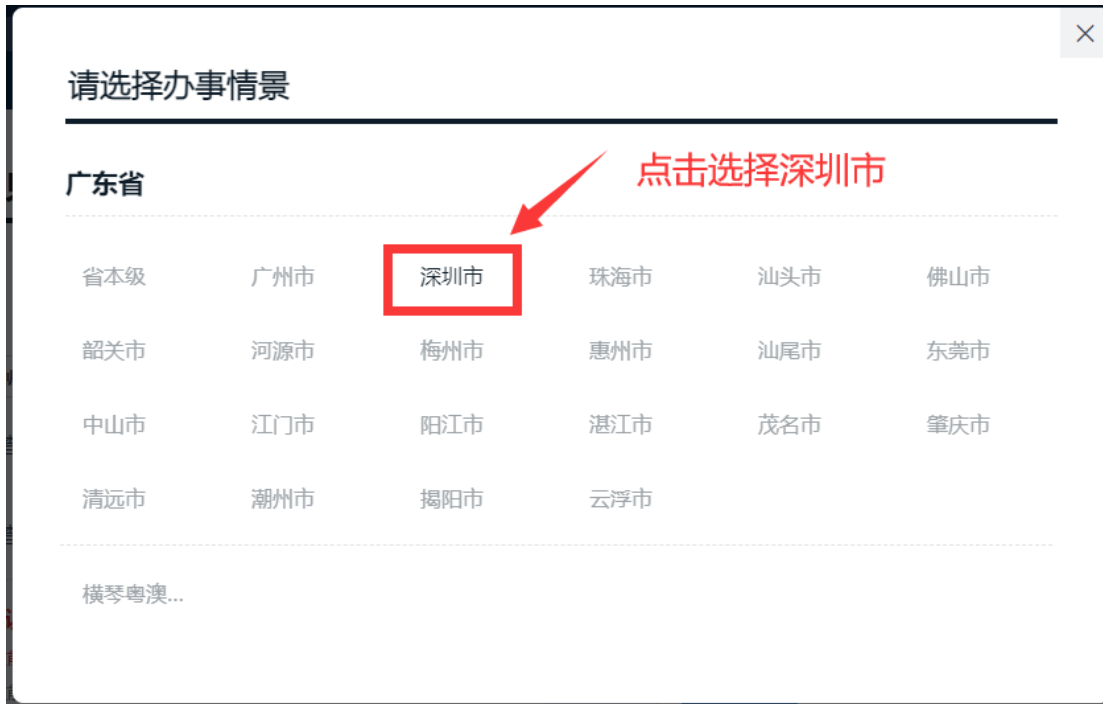 请选择办事情景
点击选择深圳市
广东省
省本级 广州市 深圳市 珠海市 汕头市 佛山市
韶关市 河源市 梅州市 惠州市 汕尾市 东莞市
中山市 江门市 阳江市 湛江市 茂名市 肇庆市
清远市 潮州市 揭阳市 云浮市
横琴粤澳...